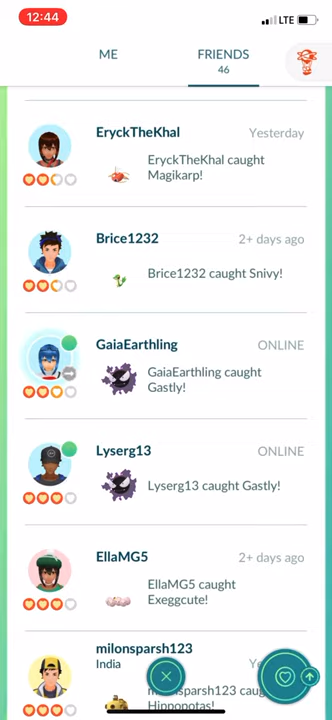 12:44
LTE
ME
FRIENDS
46
EryckTheKhal
Yesterday
EryckTheKhal caught
Magikarp!
Brice1232
2+ days ago
Brice1232 caught Snivy!
GaiaEarthling
ONLINE
GaiaEarthling caught
Gastly!
Lyserg13
ONLINE
Lyserg13 caught Gastly!
EllaMG5
2+ days ago
EllaMG5 caught
Exeggcute!
milonsparsh123
India
Hippopotas!